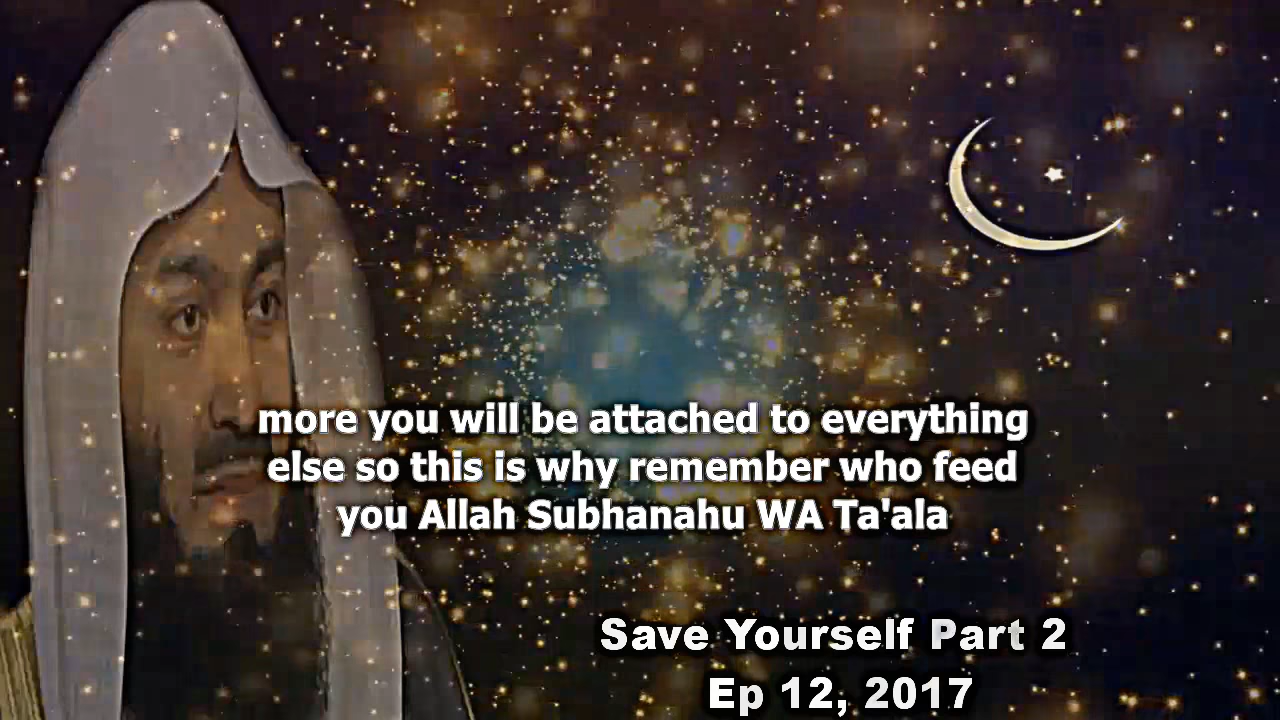 more you will be attached to everything
else so this is why remember who feed
you Allah Subhanahu WA Ta'ala
Save Yourself Part 2
Ep 12, 2017